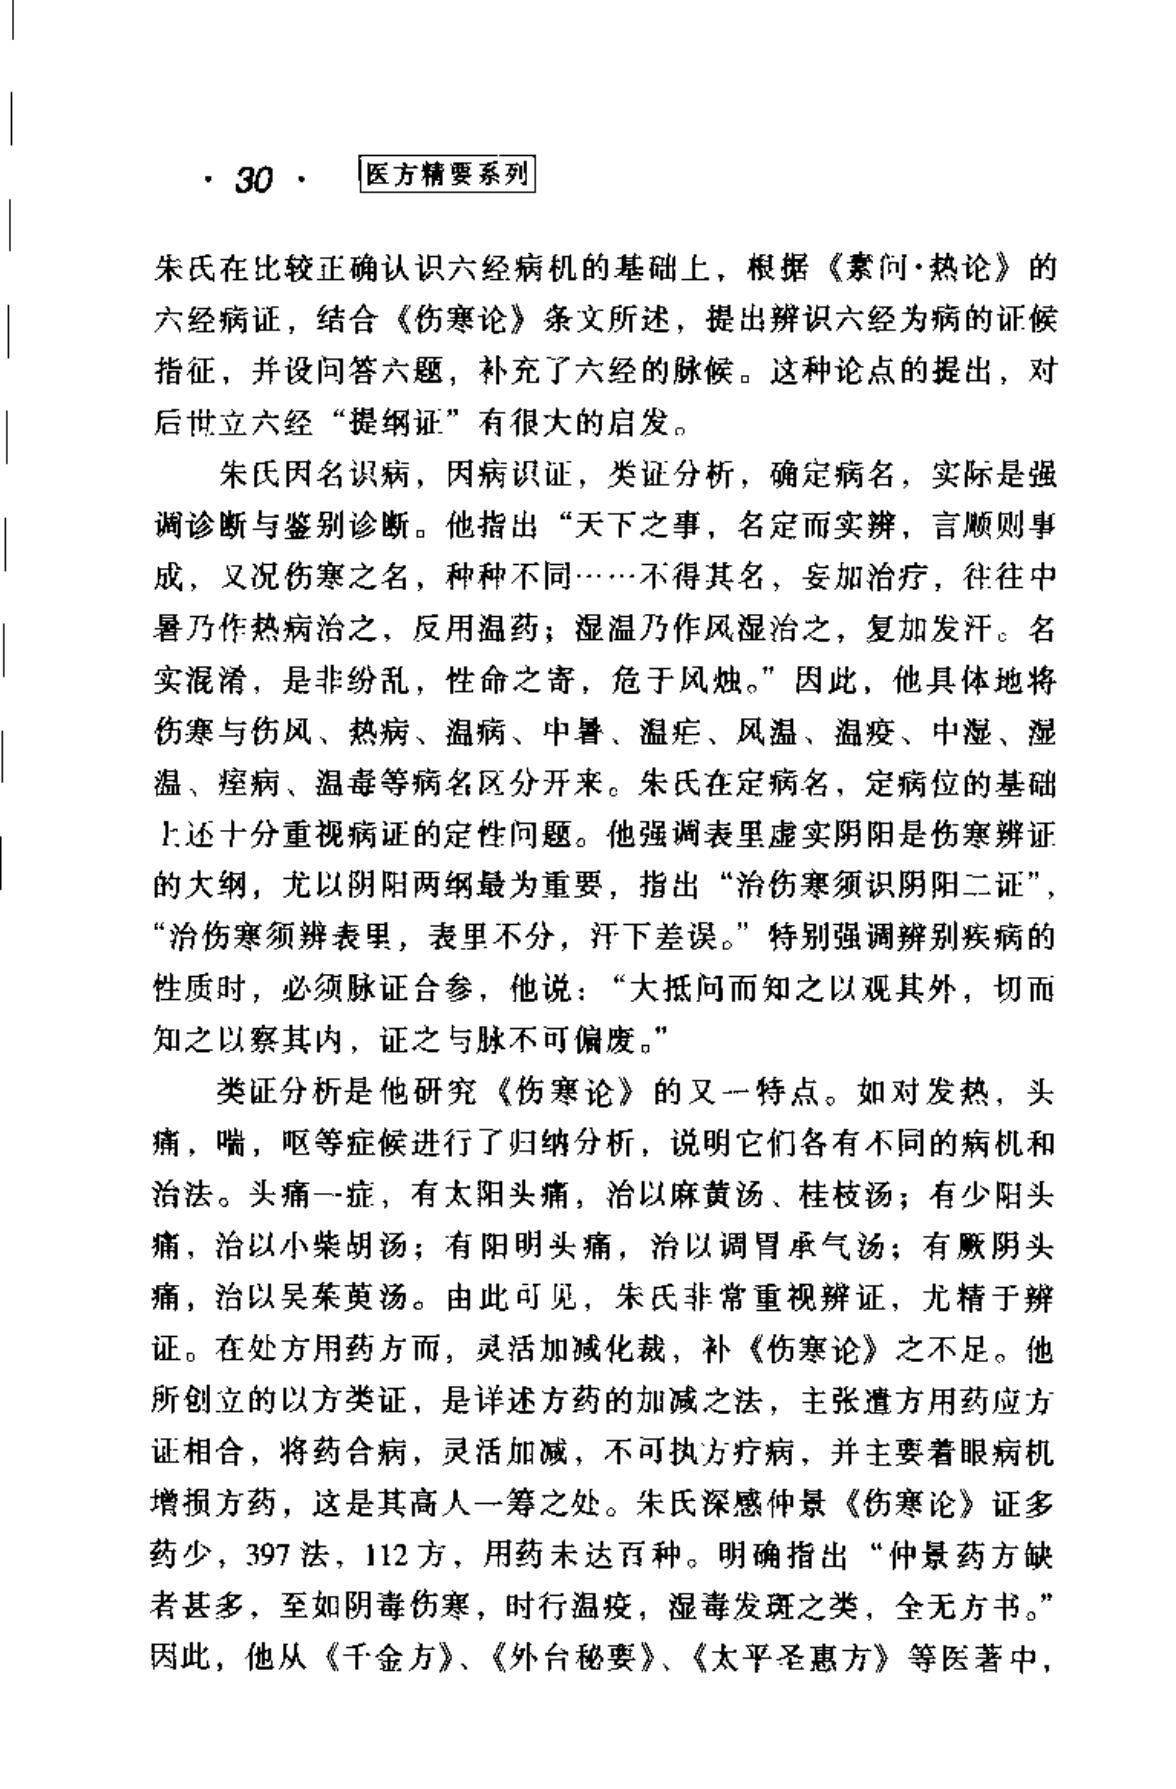 · 30 · 医方精要系列
朱氏在比较正确认识六经病机的基础上，根据《素问·热论》的
六经病证，结合《伤寒论》条文所述，提出辨识六经为病的证候
指征，并设问答六题，补充了六经的脉候。这种论点的提出，对
后世立六经“提纲证”有很大的启发。
朱氏因名识病，因病识证，类证分析，确定病名，实际是强
调诊断与鉴别诊断。他指出“天下之事，名定而实辨，言顺则事
成，又况伤寒之名，种种不同……不得其名，妄加治疗，往往中
暑乃作热病治之，反用温药；湿温乃作风湿治之，复加发汗。名
实混淆，是非纷乱，性命之寄，危于风烛。”因此，他具体地将
伤寒与伤风、热病、温病、中暑、温疟、风温、温疫、中湿、湿
温、痓病、温毒等病名区分开来。朱氏在定病名，定病位的基础
上还十分重视病证的定性问题。他强调表里虚实阴阳是伤寒辨证
的大纲，尤以阴阳两纲最为重要，指出“治伤寒须识阴阳二证”，
“治伤寒须辨表里，表里不分，汗下差误。”特别强调辨别疾病的
性质时，必须脉证合参，他说：“大抵问而知之以观其外，切而
知之以察其内，证之与脉不可偏废。”
类证分析是他研究《伤寒论》的又一特点。如对发热，头
痛，喘，呕等症候进行了归纳分析，说明它们各有不同的病机和
治法。头痛一症，有太阳头痛，治以麻黄汤、桂枝汤；有少阳头
痛，治以小柴胡汤；有阳明头痛，治以调胃承气汤；有厥阴头
痛，治以吴茱萸汤。由此可见，朱氏非常重视辨证，尤精于辨
证。在处方用药方而，灵活加减化裁，补《伤寒论》之不足。他
所创立的以方类证，是详述方药的加减之法，主张遣方用药应方
证相合，将药合病，灵活加减，不可执方疗病，并主要着眼病机
增损方药，这是其高人一筹之处。朱氏深感仲景《伤寒论》证多
药少，397法，112方，用药未达百种。明确指出“仲景药方缺
者甚多，至如阴毒伤寒，时行温疫，湿毒发斑之类，全无方书。”
因此，他从《千金方》、《外台秘要》、《太平圣惠方》等医著中，